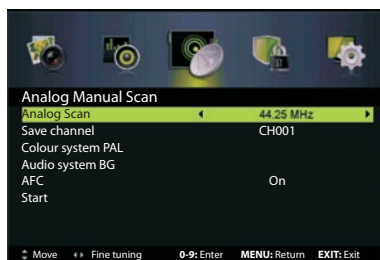 Analog Manual Scan
Analog Scan 44.25 MHz
Save channel CH001
Colour system PAL
Audio system BG
AFC On
Start
Move Fine tuning 0-9: Enter MENU: Return EXIT: Exit